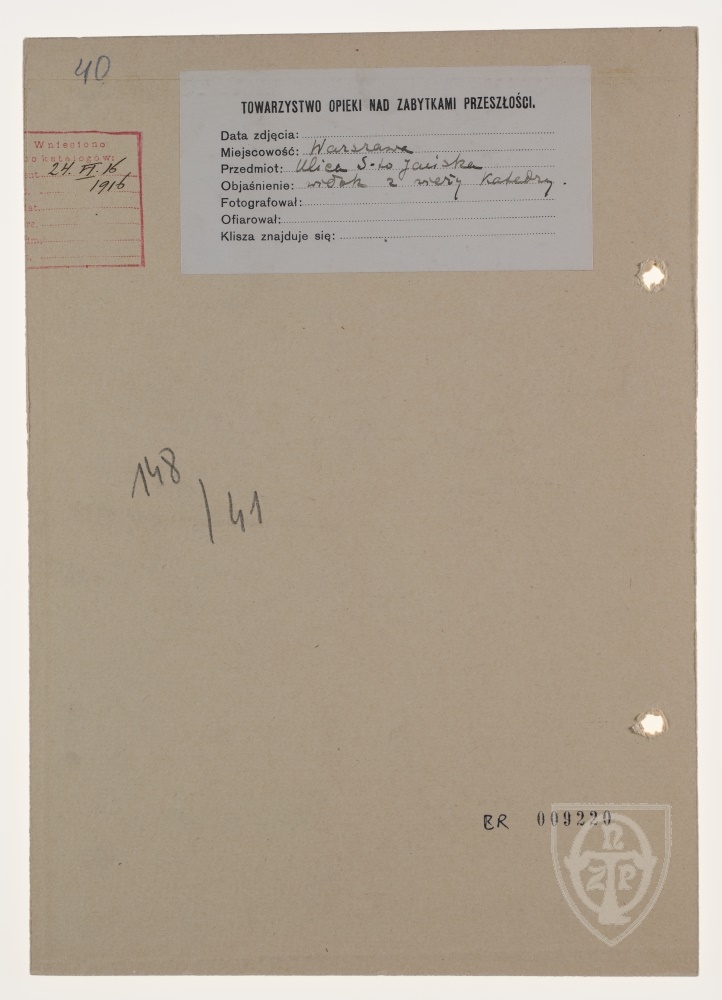 40
Wniesiono
do katalogów:
24. VI. 16
1916
TOWARZYSTWO OPIEKI NAD ZABYTKAMI PRZESZŁOŚCI.
Data zdjęcia:
Miejscowość: Warszawa
Przedmiot: Ulica S-to Jańska
Objaśnienie: widok z wieży Katedry.
Fotografował:
Ofiarował:
Klisza znajduje się:
148
/41
BR 009220
T O n Z P